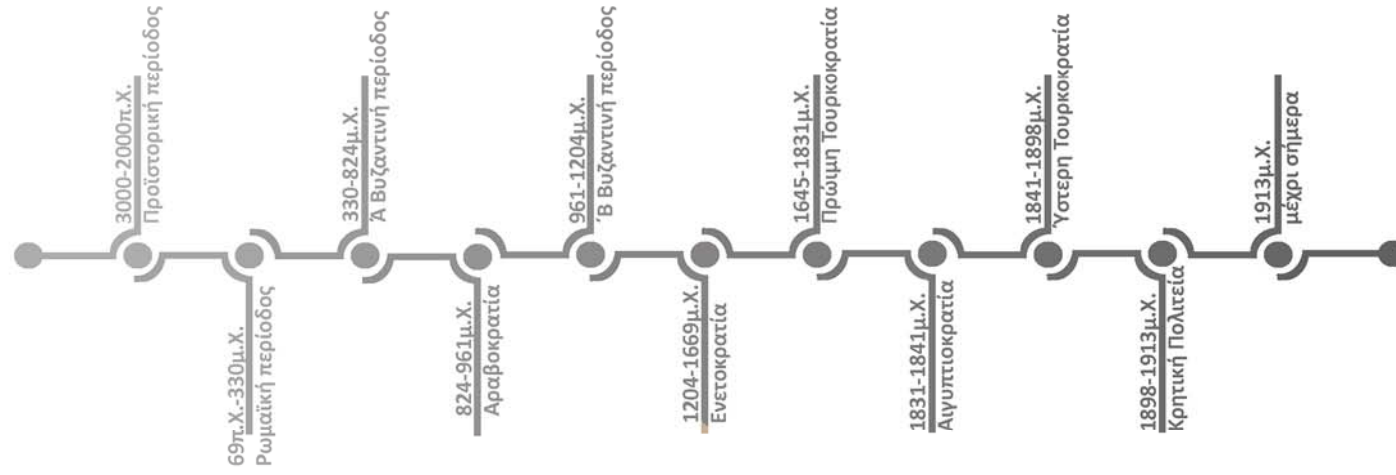 3000-2000π.Χ.
Προϊστορική περίοδος
69π.Χ.-330μ.Χ.
Ρωμαϊκή περίοδος
330-824μ.Χ.
Ά Βυζαντινή περίοδος
824-961μ.Χ.
Αραβοκρατία
961-1204μ.Χ.
΄Β Βυζαντινή περίοδος
1204-1669μ.Χ.
Ενετοκρατία
1645-1831μ.Χ.
Πρώιμη Τουρκοκρατία
1831-1841μ.Χ.
Αιγυπτιοκρατία
1841-1898μ.Χ.
Ύστερη Τουρκοκρατία
1898-1913μ.Χ.
Κρητική Πολιτεία
1913μ.Χ.
μέχρι σήμερα